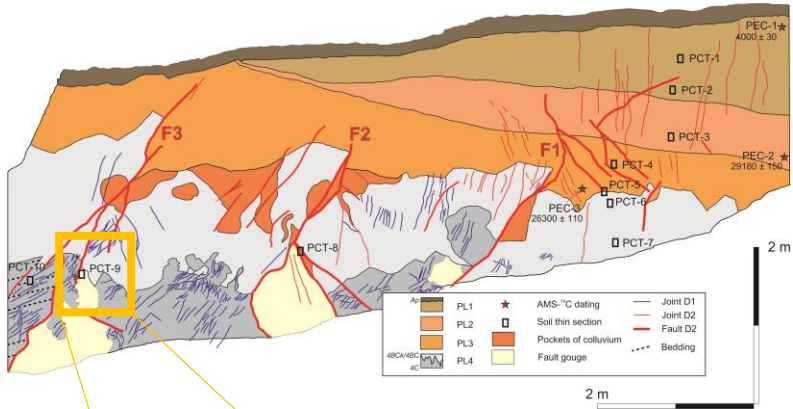 PEC-1
4000 ± 30
PCT-1
PCT-2
F3
F2
F1
PCT-3
PEC-2
29180 ± 150
PCT-4
PCT-5
PEC-3
26300 ± 110
PCT-6
PCT-8
PCT-7
PCT-10
PCT-9
2 m
Ap
PL1
AMS-¹⁴C dating
Joint D1
PL2
Soil thin section
Joint D2
PL3
Pockets of colluvium
Fault D2
4BCk/4BC
4C
PL4
Fault gouge
Bedding
2 m